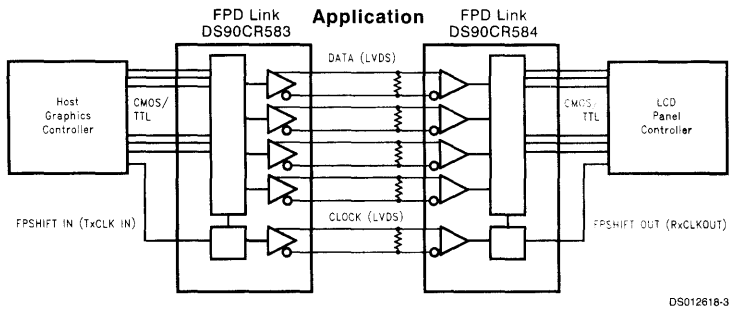 Application
FPD Link
DS90CR583
FPD Link
DS90CR584
DATA (LVDS)
Host
Graphics
Controller
CMOS/
TTL
CMOS/
TTL
LCD
Panel
Controller
CLOCK (LVDS)
FPSHIFT IN (TxCLK IN)
FPSHIFT OUT (RxCLKOUT)
DS012618-3